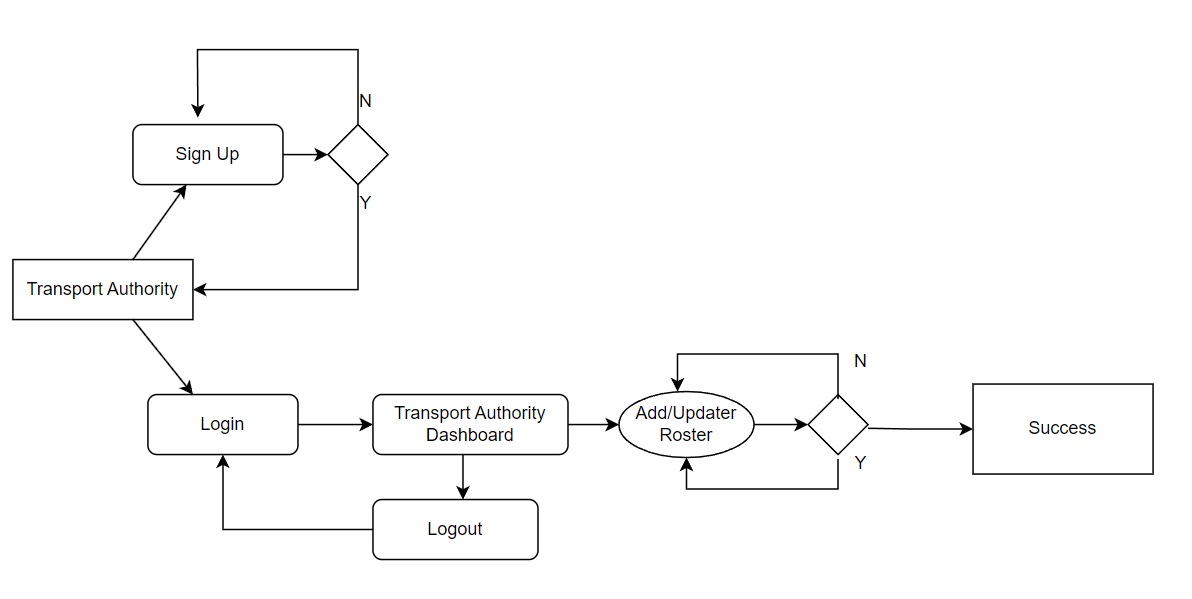 N
Sign Up
Y
Transport Authority
Login
Transport Authority
Dashboard
Add/Updater
Roster
N
Y
Success
Logout